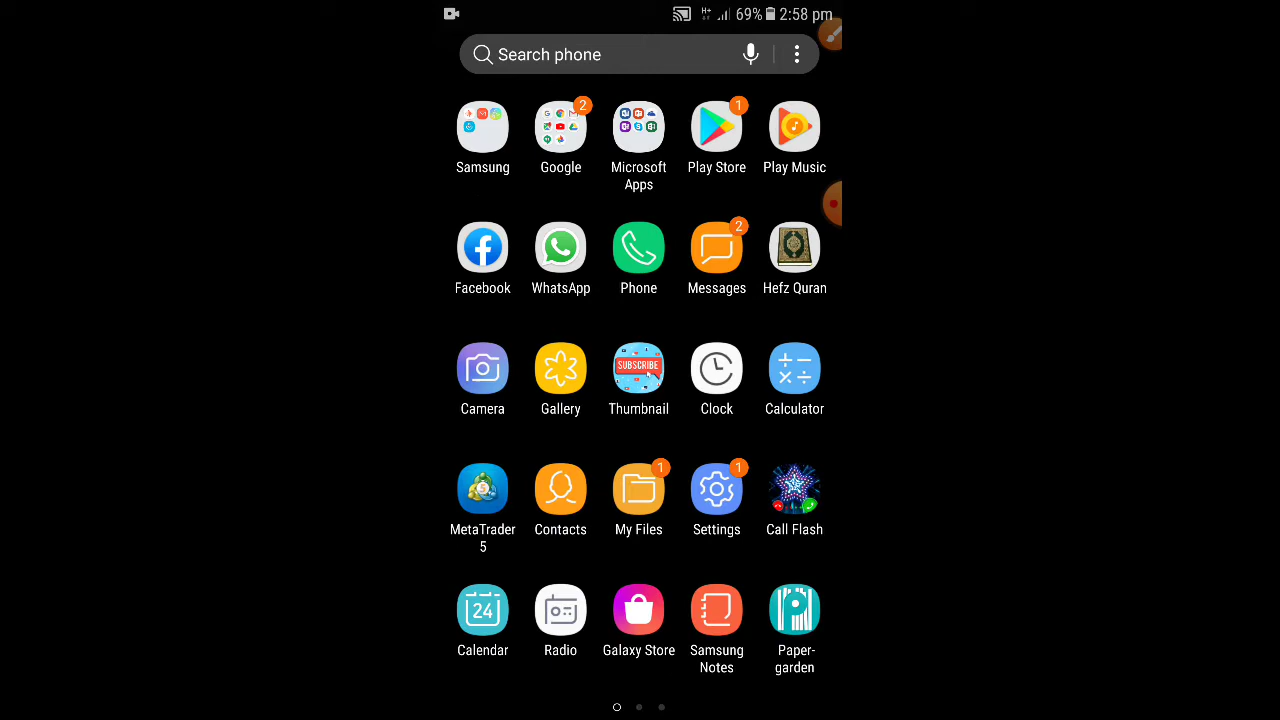 H+ 69% 2:58 pm
Search phone
2
1
Samsung
Google
Microsoft
Apps
Play Store
Play Music
2
Facebook
WhatsApp
Phone
Messages
Hefz Quran
SUBSCRIBE
Camera
Gallery
Thumbnail
Clock
Calculator
1
1
5
MetaTrader
5
Contacts
My Files
Settings
Call Flash
24
Calendar
Radio
Galaxy Store
Samsung
Notes
Paper-
garden